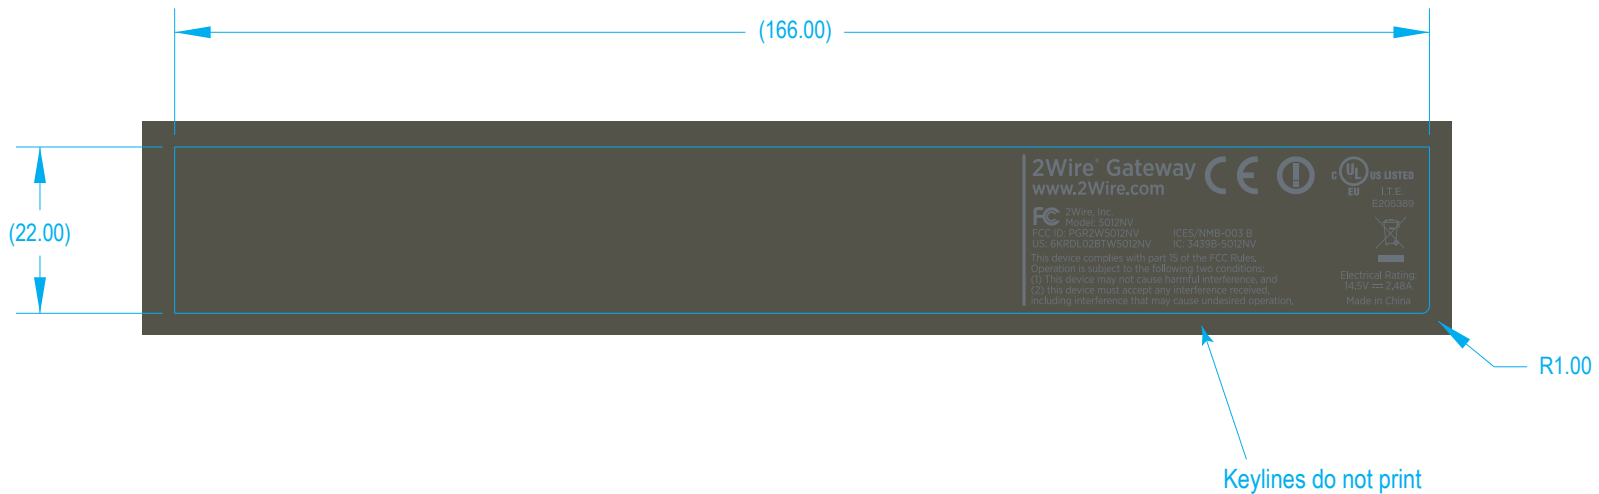 (166.00)
(22.00)
2Wire® Gateway
www.2Wire.com
CE
C UL US LISTED
EU
I.T.E.
E205389
FC 2Wire, Inc.
Model: 5012NV
FCC ID: PGR2W5012NV ICES/NMB-003 B
US: 6KRDL02BTW5012NV IC: 3439B-5012NV
This device complies with part 15 of the FCC Rules.
Operation is subject to the following two conditions:
(1) This device may not cause harmful interference, and
(2) this device must accept any interference received,
including interference that may cause undesired operation.
Electrical Rating:
14.5V 2.48A
Made in China
R1.00
Keylines do not print